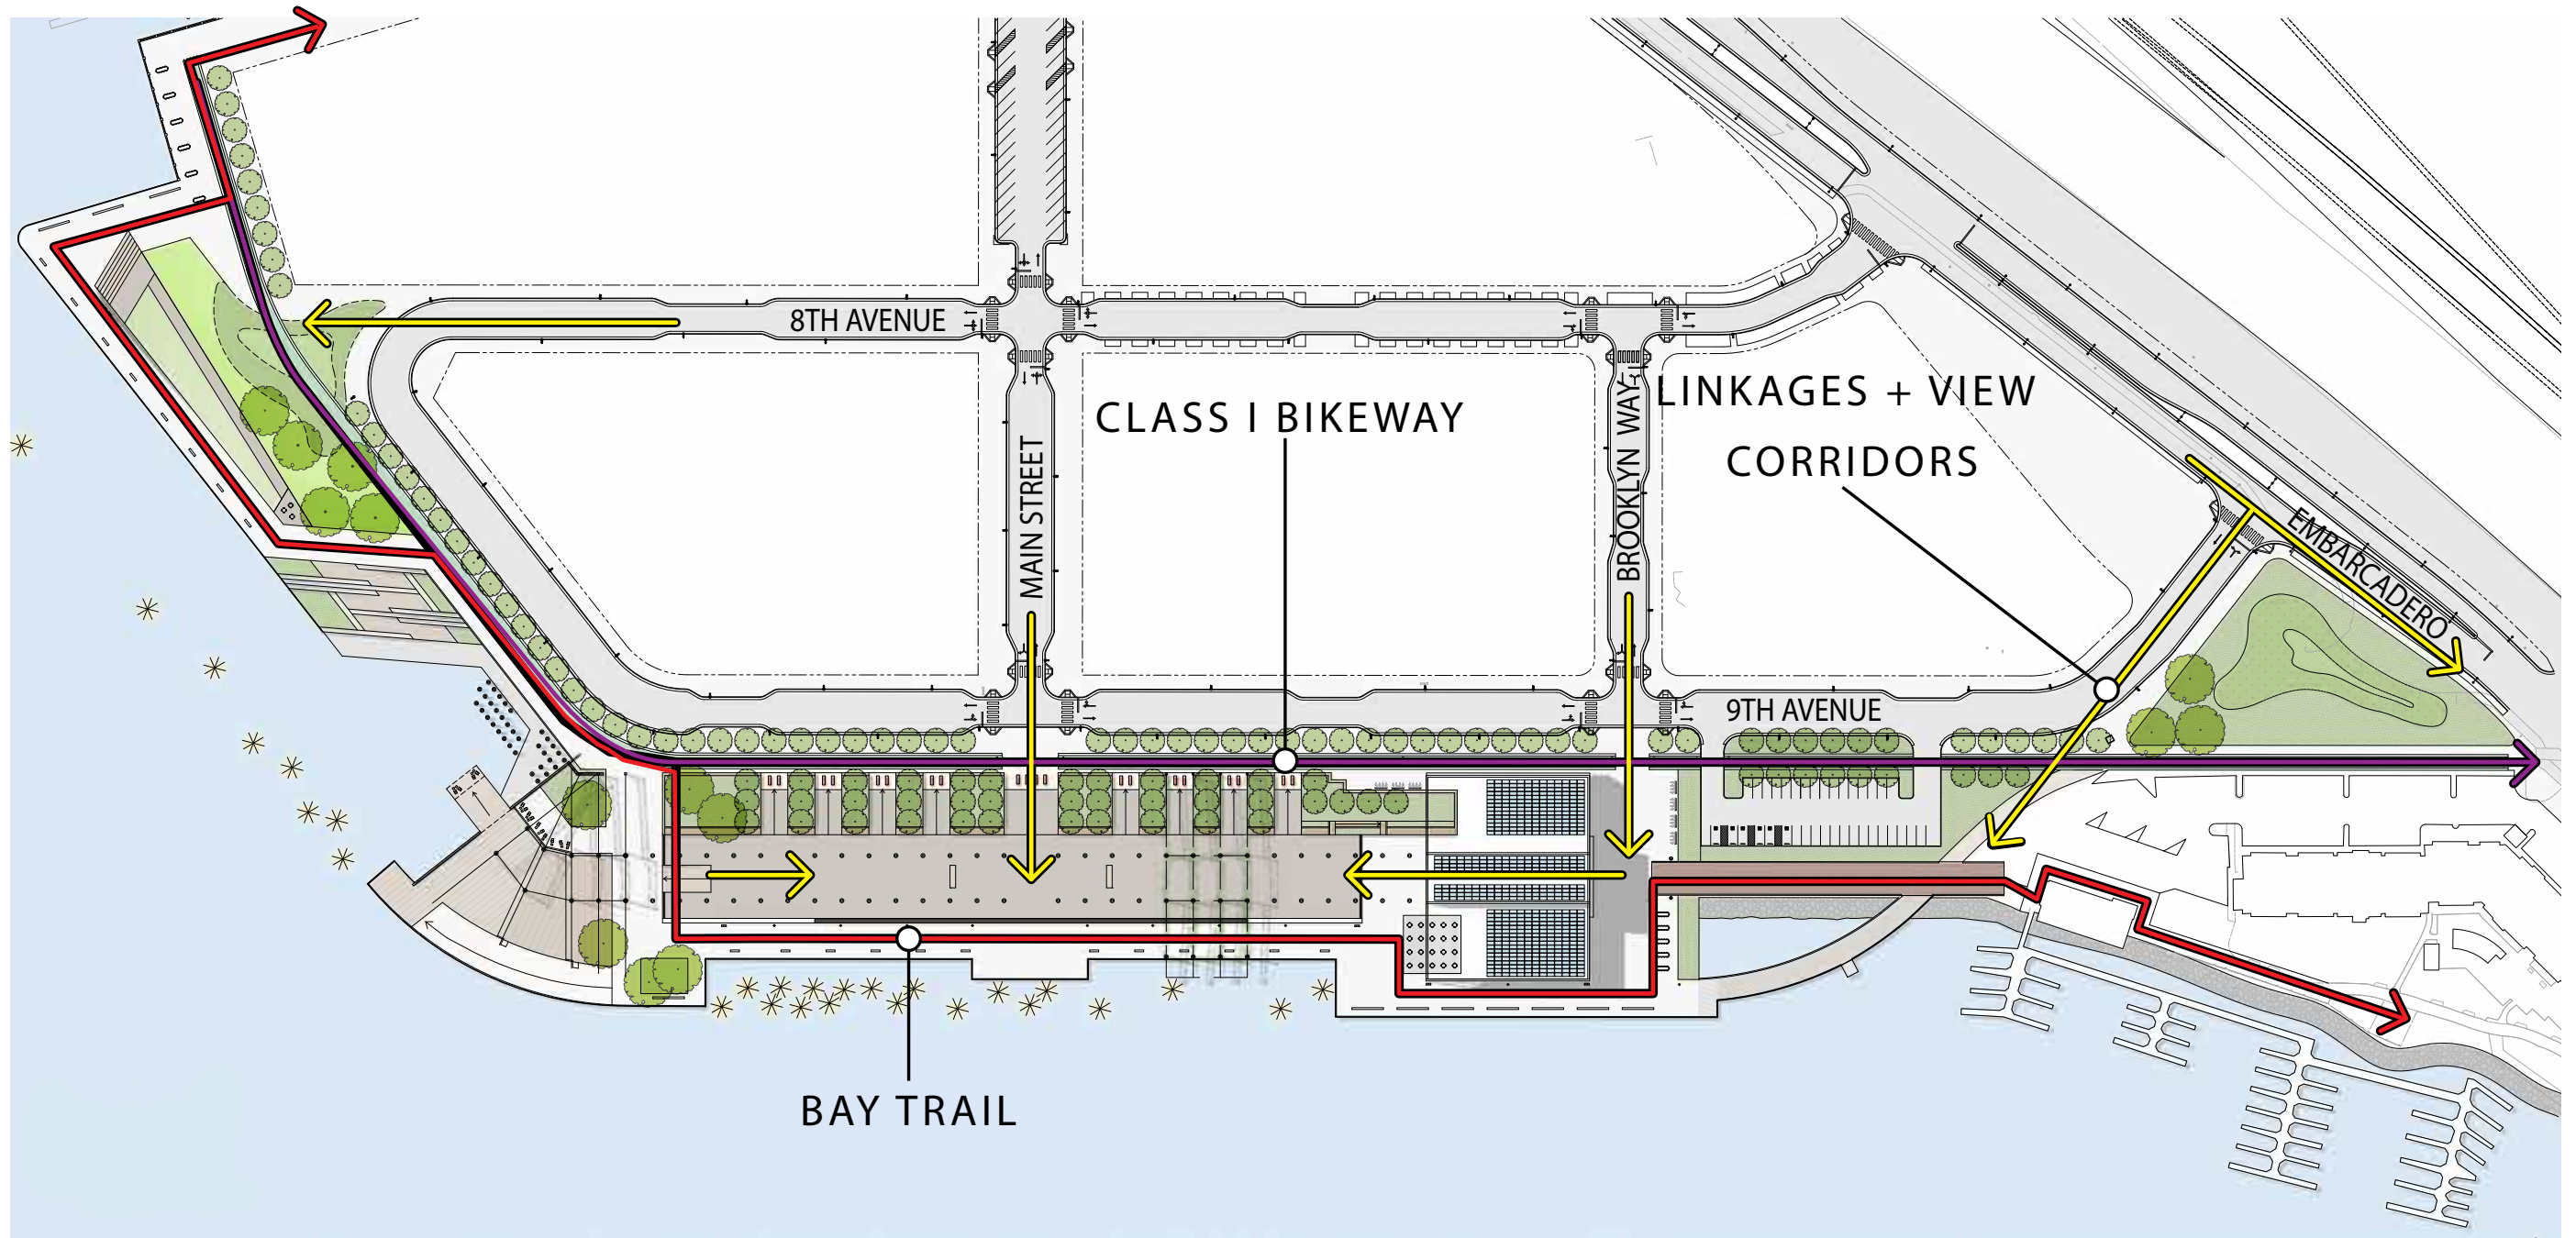 8TH AVENUE
CLASS I BIKEWAY
LINKAGES + VIEW
CORRIDORS
MAIN STREET
BROOKLYN WAY
EMBARCADERO
9TH AVENUE
BAY TRAIL